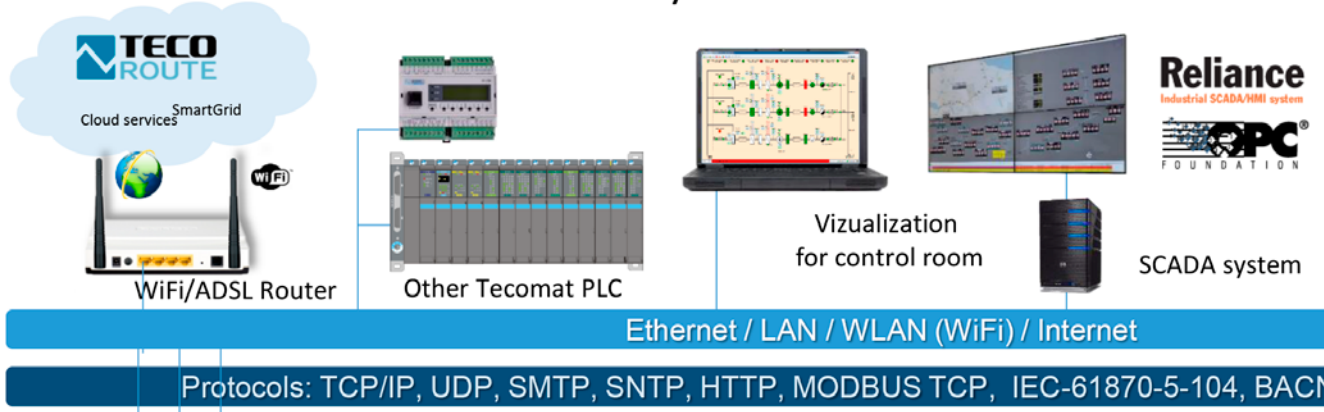 TECO
ROUTE
SmartGrid
Cloud services
WiFi
Reliance
Industrial SCADA/HMI system
OPC®
FOUNDATION
Vizualization
for control room
SCADA system
WiFi/ADSL Router
Other Tecomat PLC
Ethernet / LAN / WLAN (WiFi) / Internet
Protocols: TCP/IP, UDP, SMTP, SNTP, HTTP, MODBUS TCP, IEC-61870-5-104, BACN